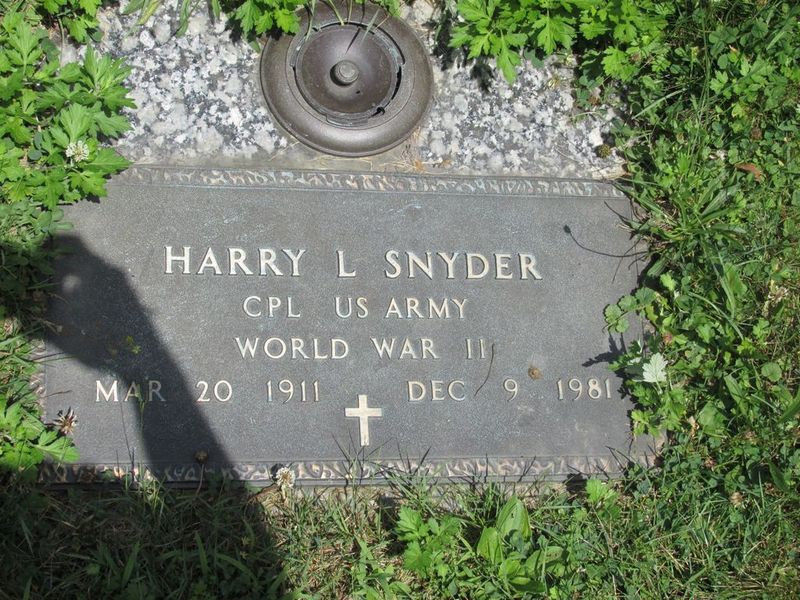 HARRY L SNYDER
CPL US ARMY
WORLD WAR II
MAR 20 1911 DEC 9 1981